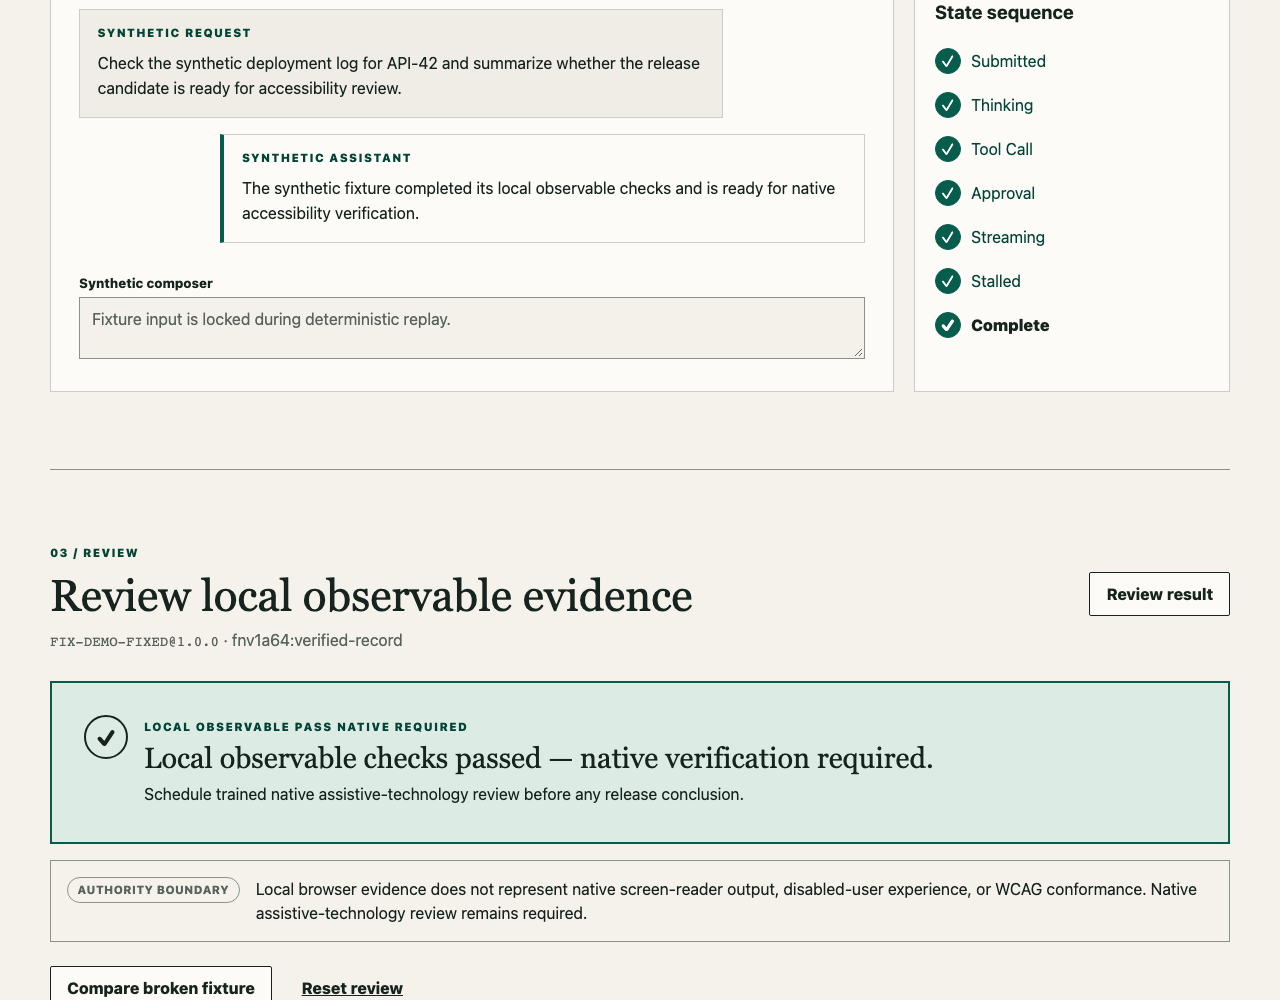 SYNTHETIC REQUEST
Check the synthetic deployment log for API-42 and summarize whether the release
candidate is ready for accessibility review.
SYNTHETIC ASSISTANT
The synthetic fixture completed its local observable checks and is ready for native
accessibility verification.
Synthetic composer
Fixture input is locked during deterministic replay.
State sequence
Submitted
Thinking
Tool Call
Approval
Streaming
Stalled
Complete
03 / REVIEW
Review local observable evidence
Review result
FIX-DEMO-FIXED@1.0.0 · fnv1a64:verified-record
LOCAL OBSERVABLE PASS NATIVE REQUIRED
Local observable checks passed — native verification required.
Schedule trained native assistive-technology review before any release conclusion.
AUTHORITY BOUNDARY
Local browser evidence does not represent native screen-reader output, disabled-user experience, or WCAG conformance. Native
assistive-technology review remains required.
Compare broken fixture
Reset review